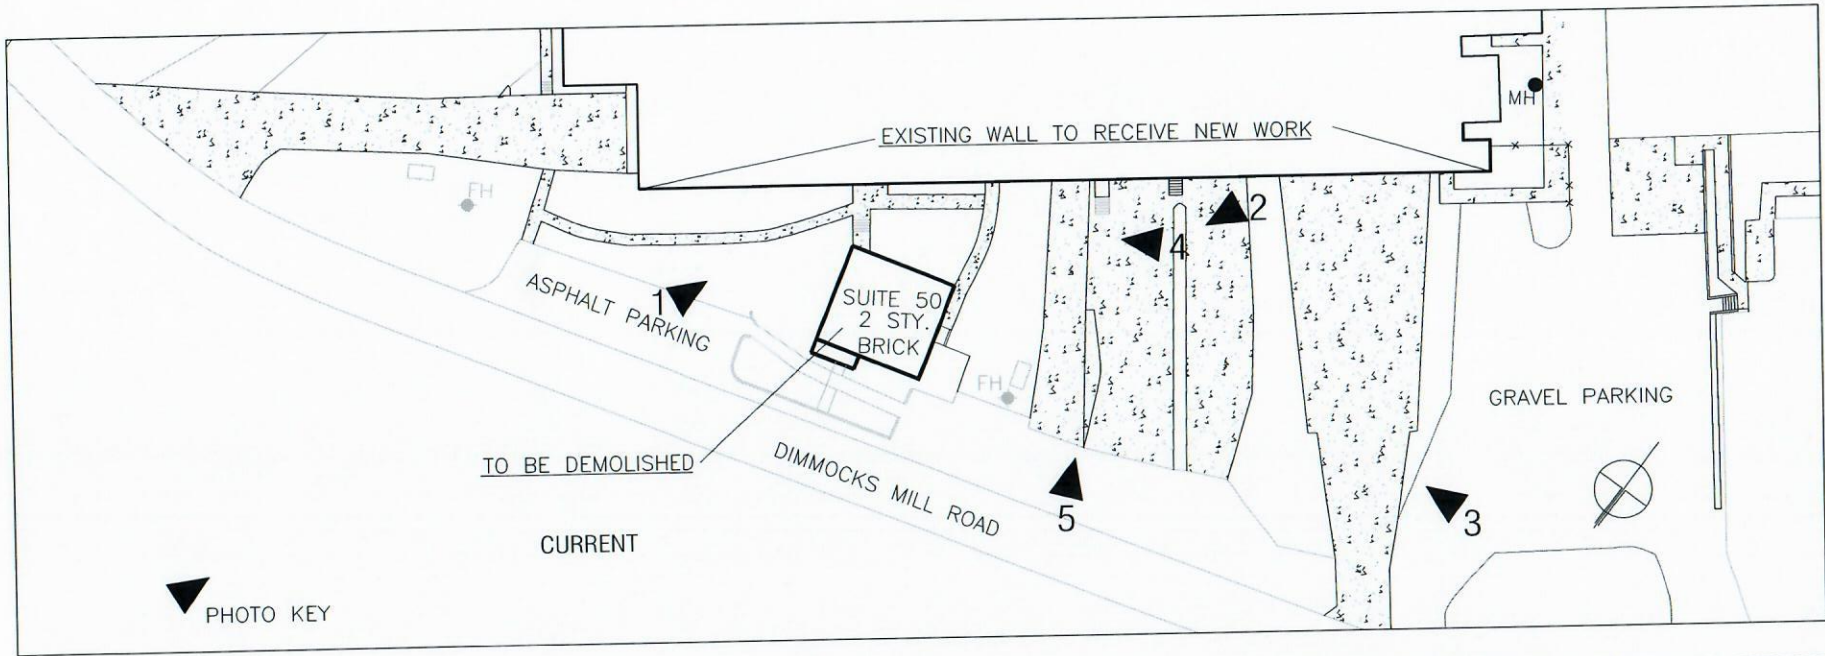 MH
EXISTING WALL TO RECEIVE NEW WORK
FH
2
4
1
ASPHALT PARKING
SUITE 50
2 STY.
BRICK
FH
GRAVEL PARKING
TO BE DEMOLISHED
DIMMOCKS MILL ROAD
5
3
CURRENT
PHOTO KEY